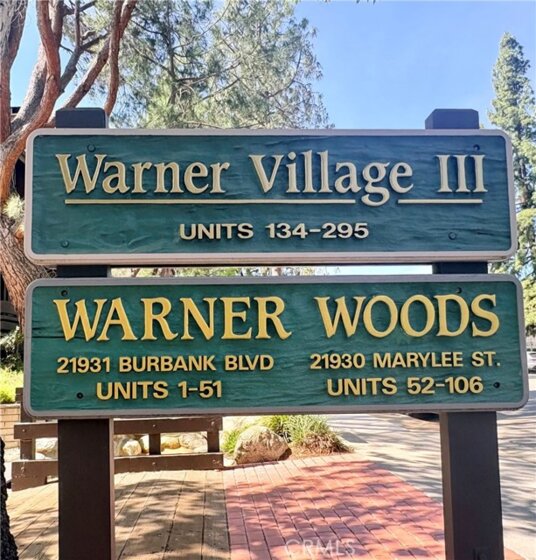 Warner Village III
UNITS 134-295
WARNER WOODS
21931 BURBANK BLVD 21930 MARYLEE ST.
UNITS 1-51 UNITS 52-106
CRMLS